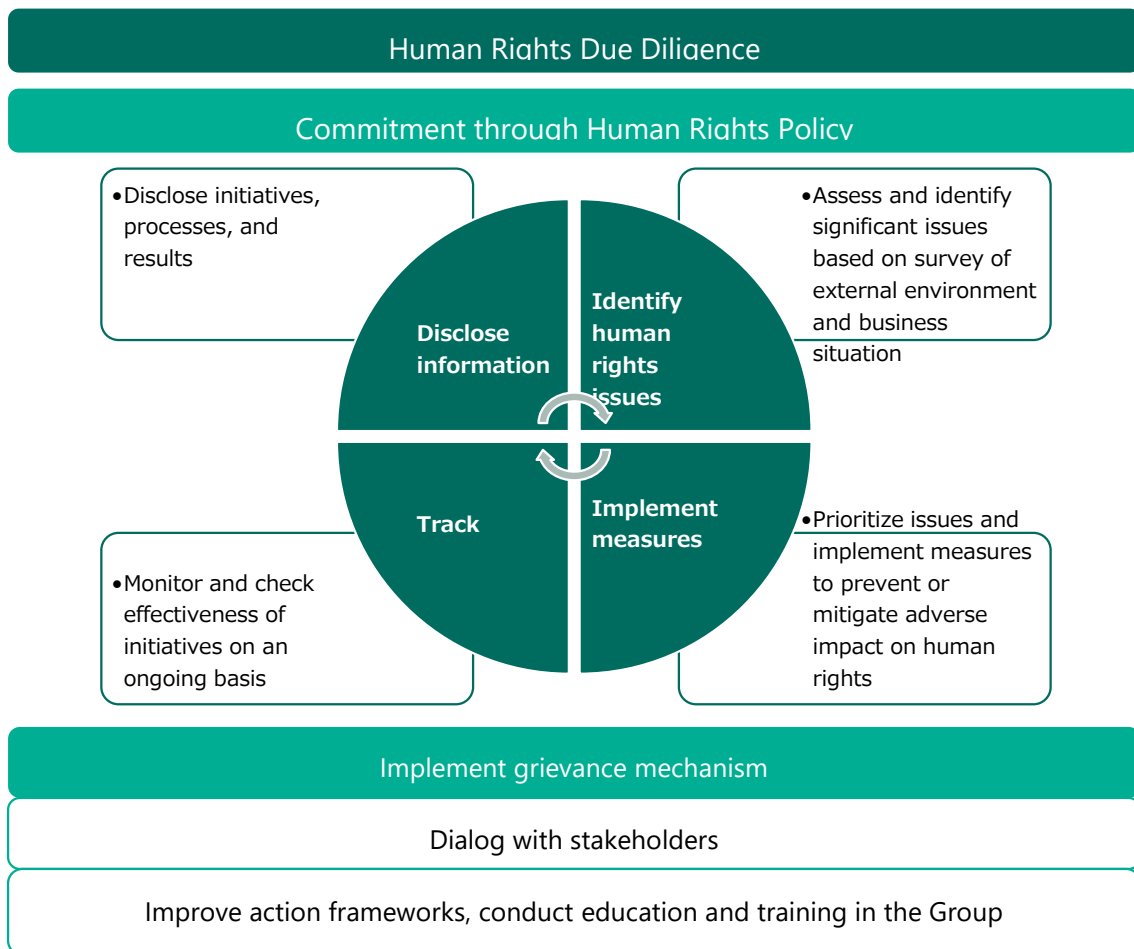 Human Rights Due Diligence
Commitment through Human Rights Policy
•Disclose initiatives,
processes, and
results
•Assess and identify
significant issues
based on survey of
external environment
and business
situation
Disclose
information
Identify
human
rights
issues
Track
Implement
measures
•Monitor and check
effectiveness of
initiatives on an
ongoing basis
•Prioritize issues and
implement measures
to prevent or
mitigate adverse
impact on human
rights
Implement grievance mechanism
Dialog with stakeholders
Improve action frameworks, conduct education and training in the Group